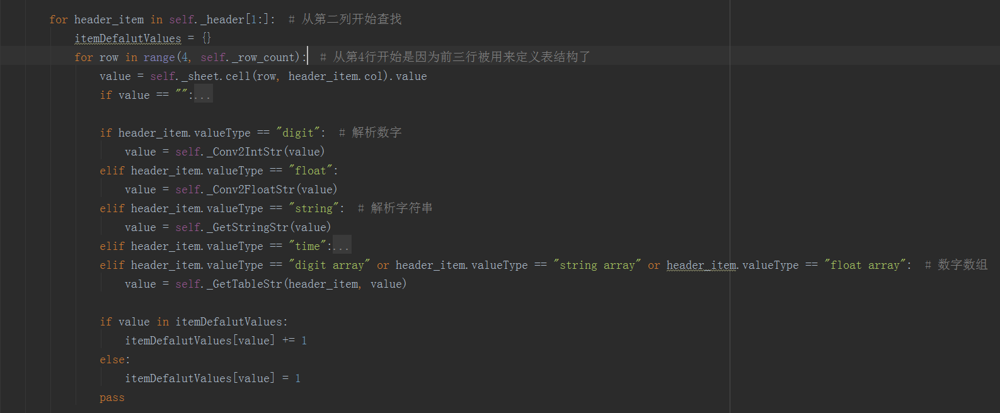 for header_item in self._header[1:]:  # 从第二列开始查找
    itemDefalutValues = {}
    for row in range(4, self._row_count):  # 从第4行开始是因为前三行被用来定义表结构了
        value = self._sheet.cell(row, header_item.col).value
        if value == "":...
        if header_item.valueType == "digit":  # 解析数字
            value = self._Conv2IntStr(value)
        elif header_item.valueType == "float":
            value = self._Conv2FloatStr(value)
        elif header_item.valueType == "string":  # 解析字符串
            value = self._GetStringStr(value)
        elif header_item.valueType == "time":...
        elif header_item.valueType == "digit array" or header_item.valueType == "string array" or header_item.valueType == "float array":  # 数字数组
            value = self._GetTableStr(header_item, value)
        if value in itemDefalutValues:
            itemDefalutValues[value] += 1
        else:
            itemDefalutValues[value] = 1
        pass